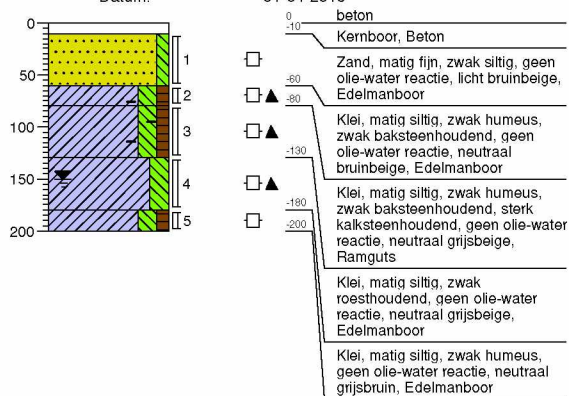 0
50
100
150
200
1
2
3
4
5
0
-10
-60
-80
-130
-180
-200
beton
Kernboor, Beton
Zand, matig fijn, zwak siltig, geen
olie-water reactie, licht bruinbeige,
Edelmanboor
Klei, matig siltig, zwak humeus,
zwak baksteenhoudend, geen
olie-water reactie, neutraal
bruinbeige, Edelmanboor
Klei, matig siltig, zwak humeus,
zwak baksteenhoudend, sterk
kalksteenhoudend, geen olie-water
reactie, neutraal grijsbeige,
Ramguts
Klei, matig siltig, zwak
roesthoudend, geen olie-water
reactie, neutraal grijsbeige,
Edelmanboor
Klei, matig siltig, zwak humeus,
geen olie-water reactie, neutraal
grijsbruin, Edelmanboor